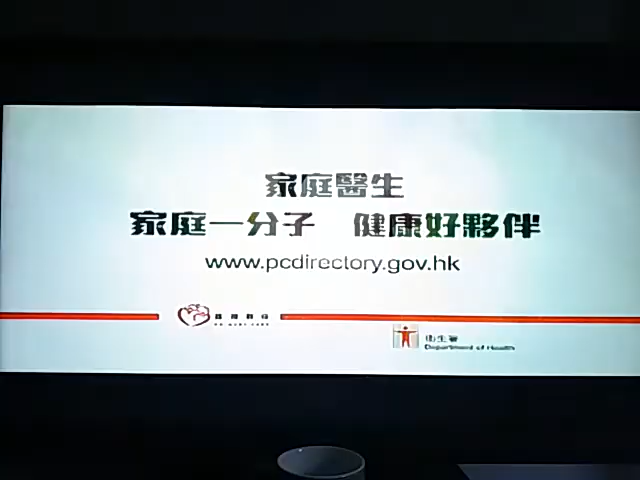 家庭醫生
家庭一分子 健康好夥伴
www.pcdirectory.gov.hk
衞生署
Department of Health